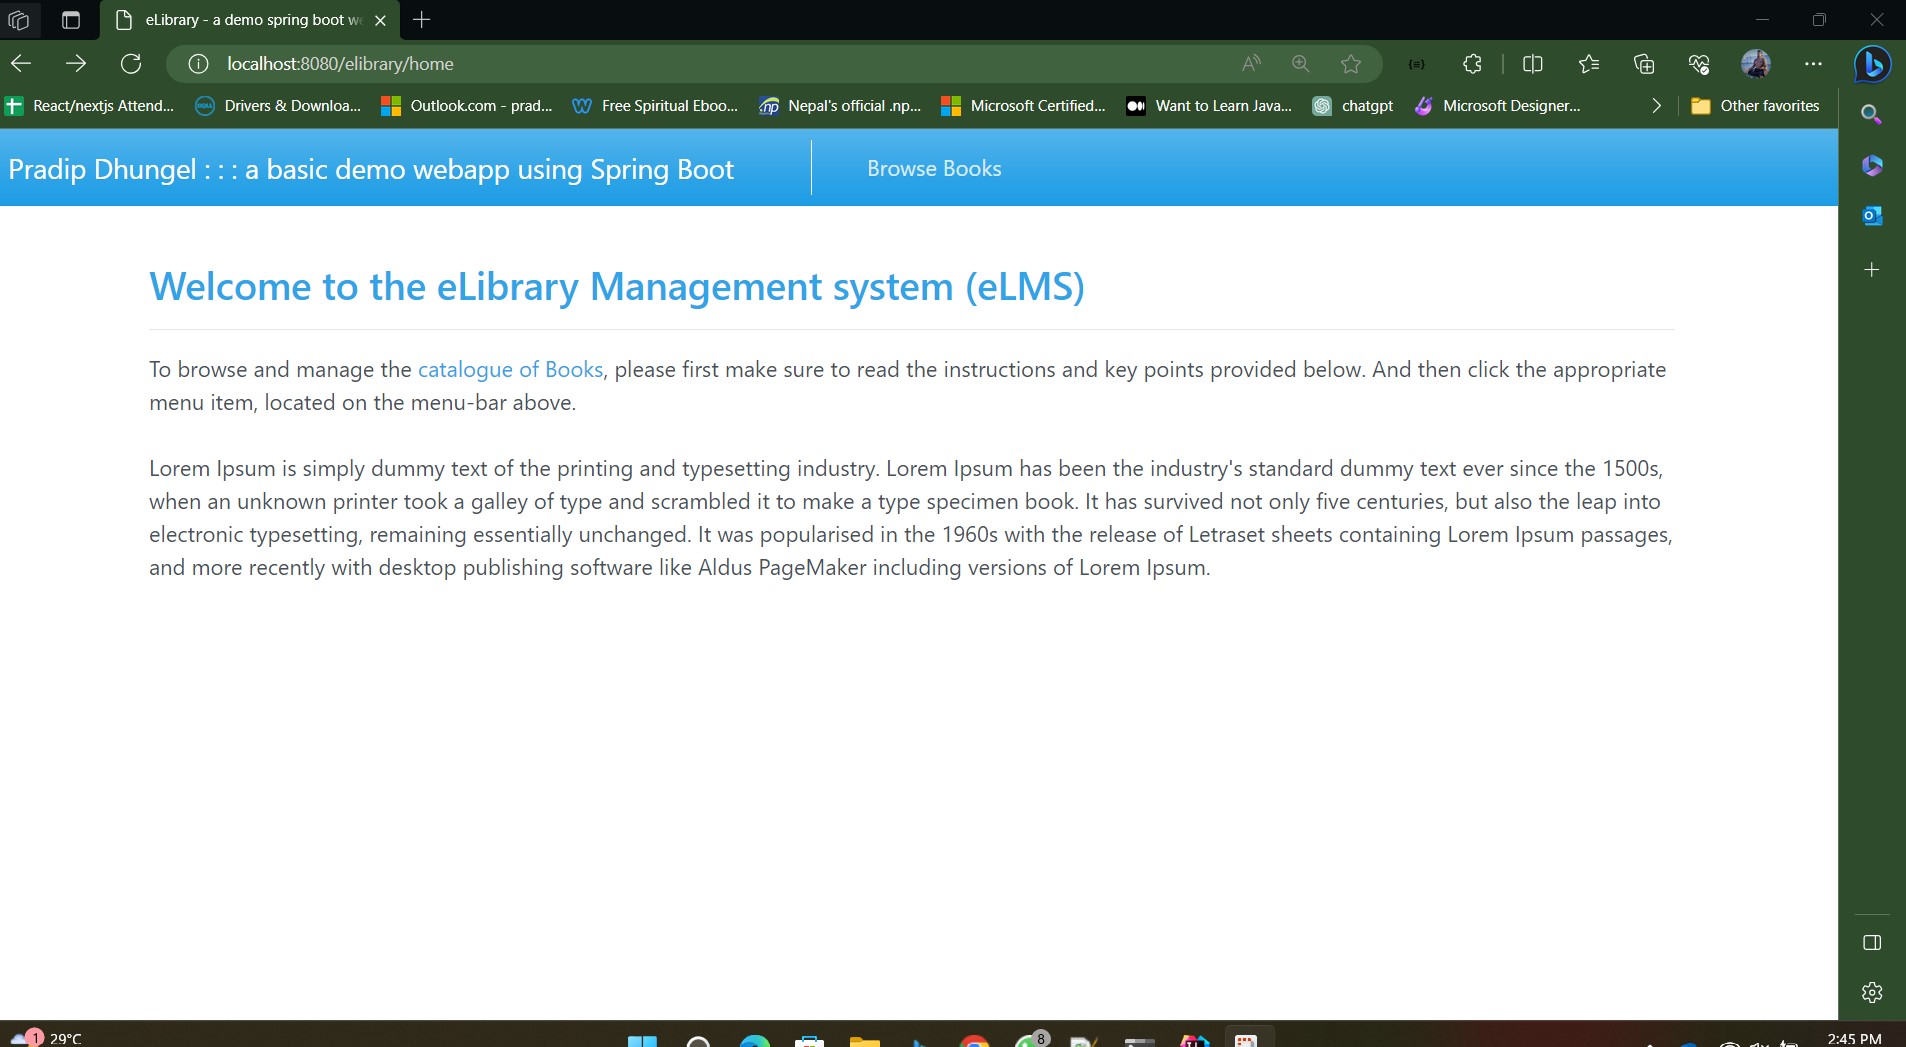 eLibrary - a demo spring boot we
localhost:8080/elibrary/home
React/nextjs Attend... Drivers & Downloa... Outlook.com - prad... Free Spiritual Eboo... Nepal's official .np... Microsoft Certified... Want to Learn Java... chatgpt Microsoft Designer... Other favorites
Pradip Dhungel : : : a basic demo webapp using Spring Boot Browse Books
Welcome to the eLibrary Management system (eLMS)
To browse and manage the catalogue of Books, please first make sure to read the instructions and key points provided below. And then click the appropriate
menu item, located on the menu-bar above.
Lorem Ipsum is simply dummy text of the printing and typesetting industry. Lorem Ipsum has been the industry's standard dummy text ever since the 1500s,
when an unknown printer took a galley of type and scrambled it to make a type specimen book. It has survived not only five centuries, but also the leap into
electronic typesetting, remaining essentially unchanged. It was popularised in the 1960s with the release of Letraset sheets containing Lorem Ipsum passages,
and more recently with desktop publishing software like Aldus PageMaker including versions of Lorem Ipsum.
1 29°C 8 2:45 PM